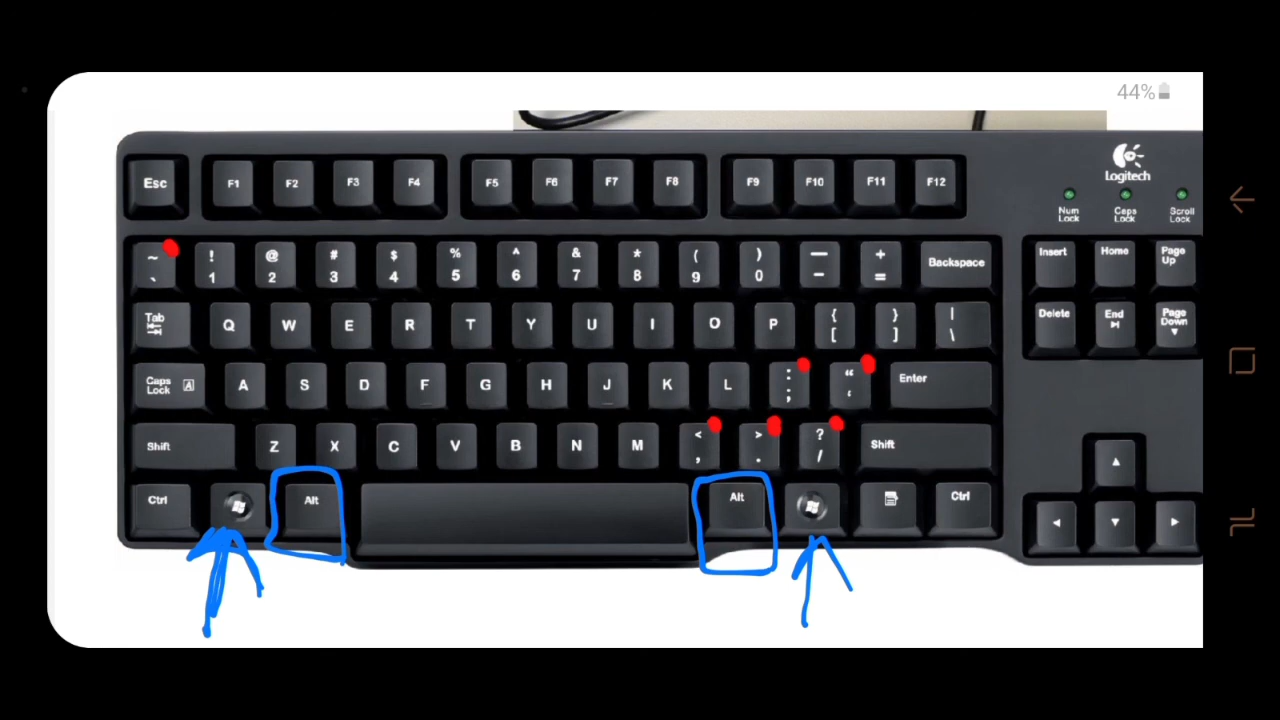 44%
Logitech
Esc F1 F2 F3 F4 F5 F6 F7 F8 F9 F10 F11 F12
Num Lock Caps Lock Scroll Lock
~ ! @ # $ % ^ & * ( ) — +
` 1 2 3 4 5 6 7 8 9 0 - = Backspace
Insert Home Page Up
Tab Q W E R T Y U I O P { [ } ] | \
Delete End Page Down
Caps Lock A A S D F G H J K L : ; “ ‘ Enter
Shift Z X C V B N M < , > . ? / Shift
Ctrl Alt Alt Ctrl